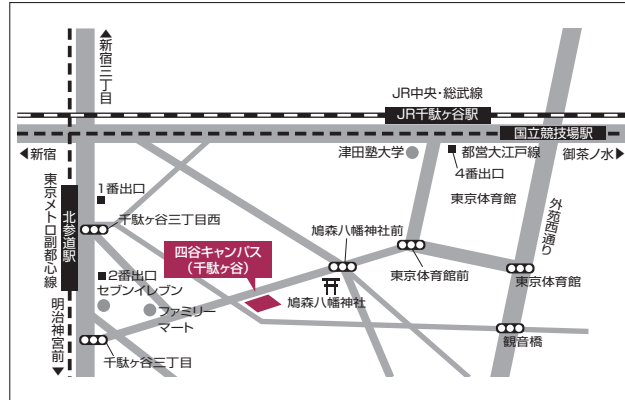 ▲新宿三丁目
JR中央・総武線
JR千駄ヶ谷駅
国立競技場駅
◀新宿
津田塾大学
都営大江戸線
4番出口
御茶ノ水▶
東京メトロ副都心線
北参道駅
1番出口
東京体育館
外苑西通り
千駄ヶ谷三丁目西
四谷キャンパス
（千駄ヶ谷）
鳩森八幡神社前
2番出口
セブンイレブン
東京体育館前
東京体育館
鳩森八幡神社
ファミリー
マート
明治神宮前▼
観音橋
千駄ヶ谷三丁目